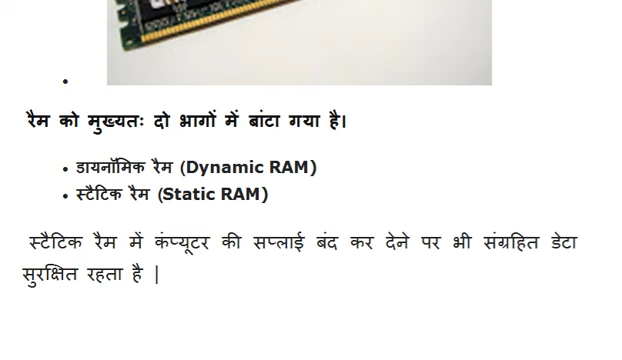 रैम को मुख्यतः दो भागों में बांटा गया है।
• डायनॉमिक रैम (Dynamic RAM)
• स्टैटिक रैम (Static RAM)
स्टैटिक रैम में कंप्यूटर की सप्लाई बंद कर देने पर भी संग्रहित डेटा
सुरक्षित रहता है |